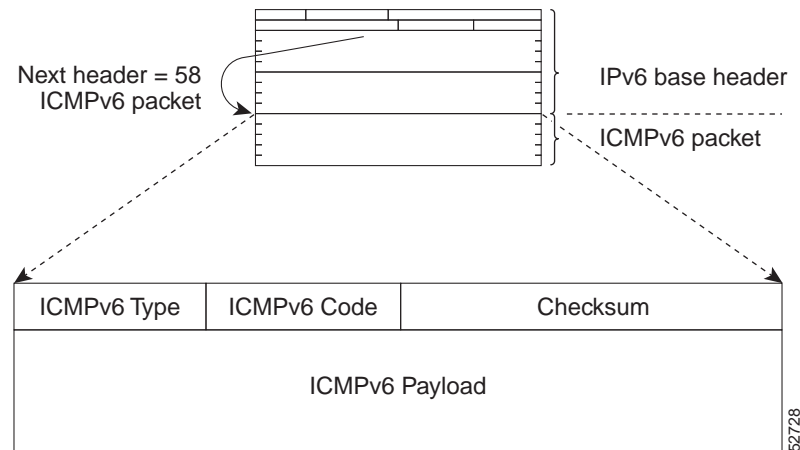 Next header = 58
ICMPv6 packet
IPv6 base header
ICMPv6 packet
ICMPv6 Type
ICMPv6 Code
Checksum
ICMPv6 Payload
52728